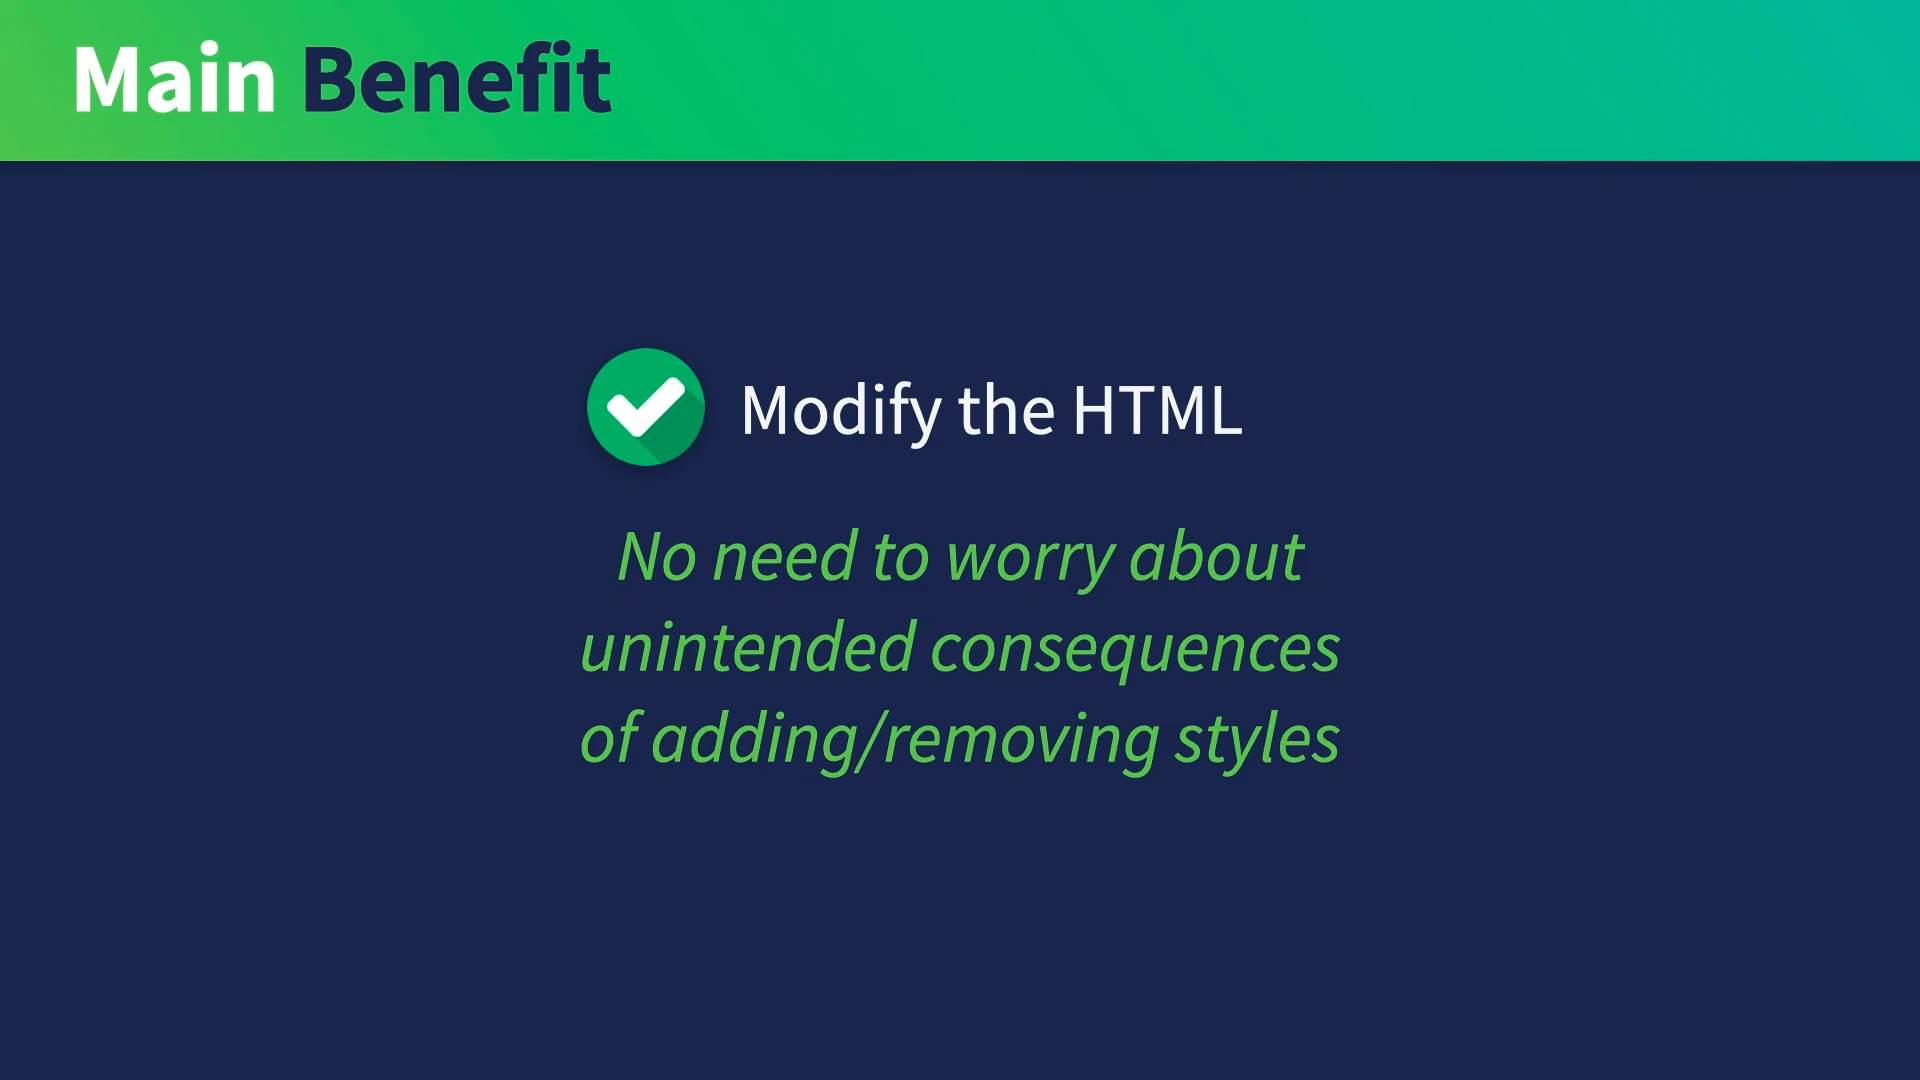 Main Benefit
Modify the HTML
No need to worry about
unintended consequences
of adding/removing styles